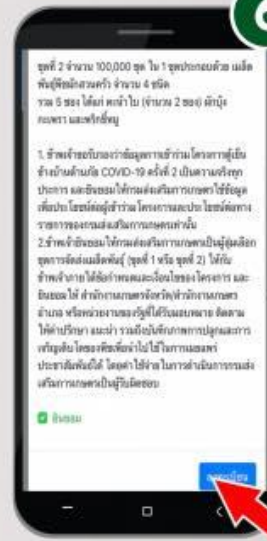 ชุดที่ 2 จำนวน 100,000 ชุด ใน 1 ชุดประกอบด้วย เมล็ด
พันธุ์พืชผักสวนครัว จำนวน 4 ชนิด
รวม 5 ซอง ได้แก่ คะน้าใบ (จำนวน 2 ซอง) ผักบุ้ง
กะเพรา และพริกขี้หนู
1. ข้าพเจ้าขอรับรองว่าข้อมูลการเข้าร่วมโครงการตู้เย็น
ข้างบ้านต้านภัย COVID-19 ครั้งที่ 2 เป็นความจริงทุก
ประการ และยินยอมให้กรมส่งเสริมการเกษตรใช้ข้อมูล
เพื่อประโยชน์ต่อผู้เข้าร่วมโครงการและประโยชน์ต่อทาง
ราชการของกรมส่งเสริมการเกษตรเท่านั้น
2.ข้าพเจ้ายินยอมให้กรมส่งเสริมการเกษตรเป็นผู้สุ่มเลือก
ชุดการจัดส่งเมล็ดพันธุ์ (ชุดที่ 1 หรือ ชุดที่ 2) ให้กับ
ข้าพเจ้าภายใต้ข้อกำหนดและเงื่อนไขของโครงการ และ
ยินยอมให้ สำนักงานเกษตรจังหวัด/สำนักงานเกษตร
อำเภอ หรือหน่วยงานของรัฐที่ได้รับมอบหมาย ติดตาม
ให้คำปรึกษา แนะนำ รวมถึงบันทึกภาพการปลูกและการ
เจริญเติบโตของพืชเพื่อนำไปใช้ในการเผยแพร่
ประชาสัมพันธ์ได้ โดยค่าใช้จ่ายในการดำเนินการกรมส่ง
เสริมการเกษตรเป็นผู้รับผิดชอบ
ยินยอม
ลงทะเบียน